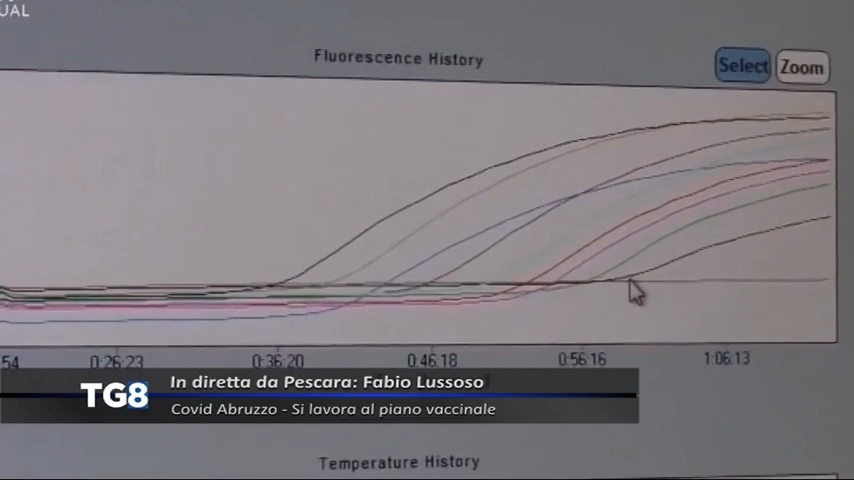 UAL
Fluorescence History
Select Zoom
:54 0:26:23 0:36:20 0:46:18 0:56:16 1:06:13
TG8
In diretta da Pescara: Fabio Lussoso
Covid Abruzzo - Si lavora al piano vaccinale
Temperature History